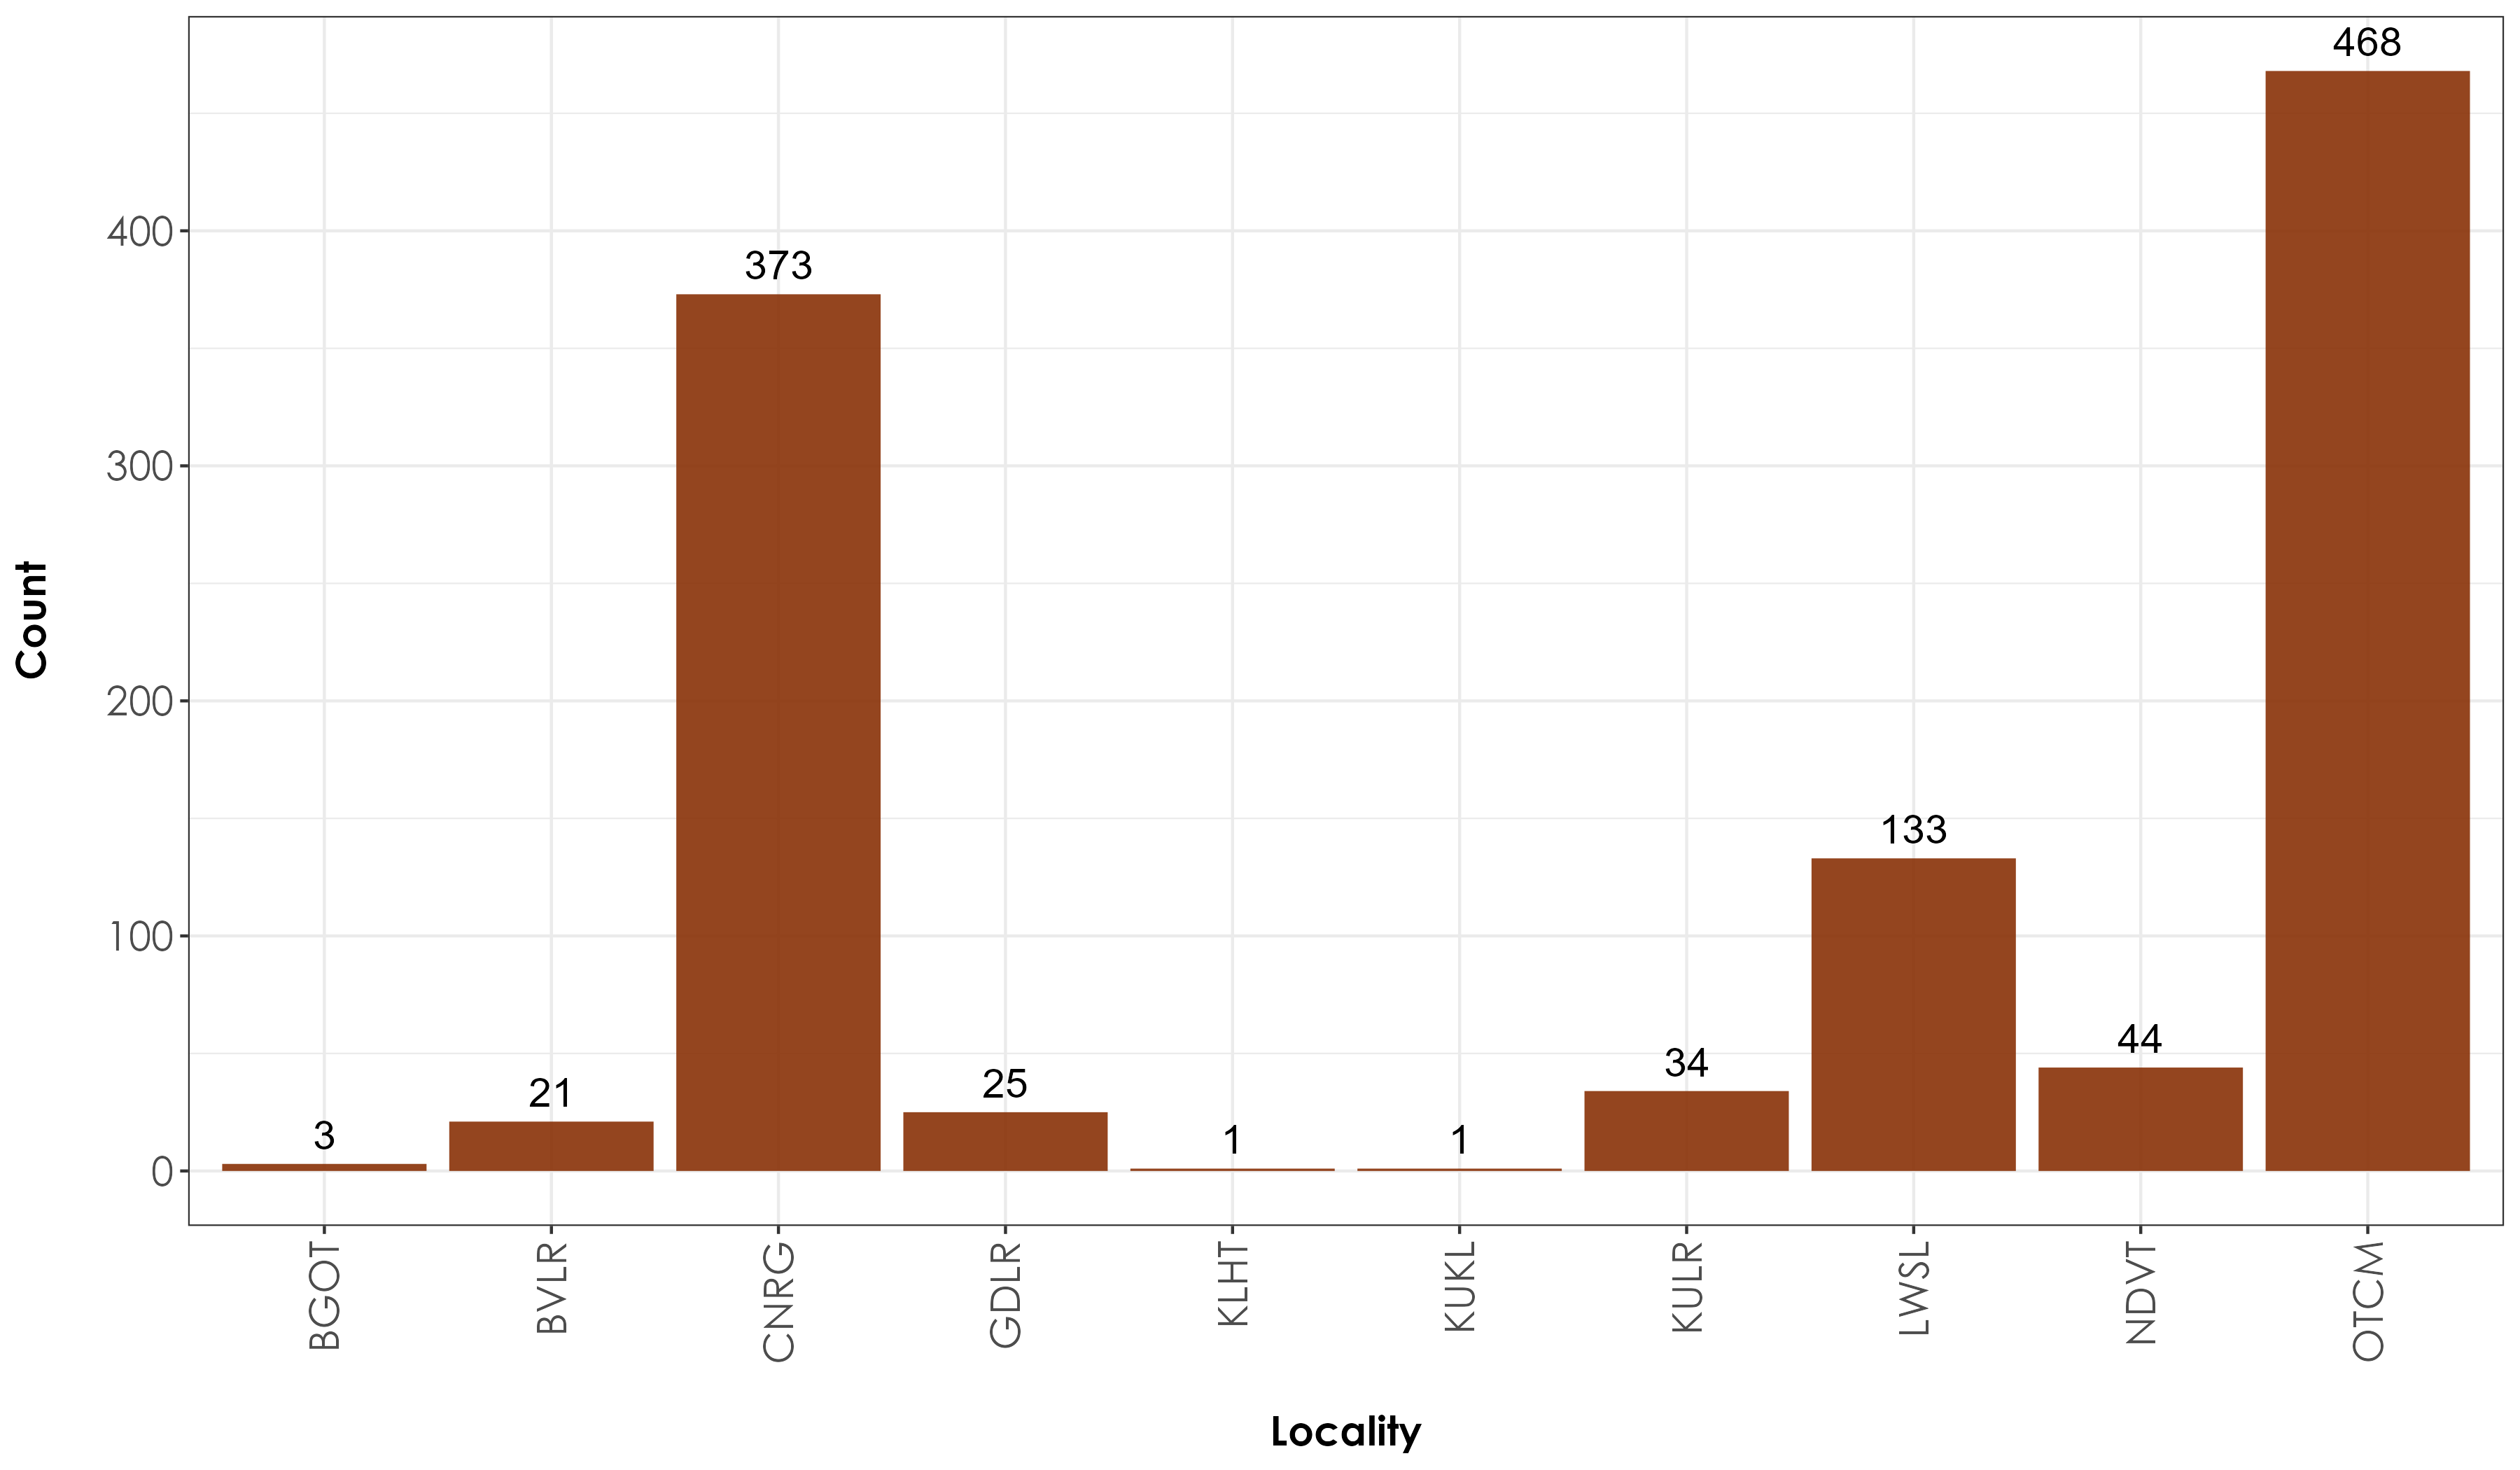 468
400
373
300
Count
200
133
100
44
34
25
21
3
1
1
0
BGOT
BVLR
CNRG
GDLR
KLHT
KUKL
KULR
LWSL
NDVT
OTCM
Locality